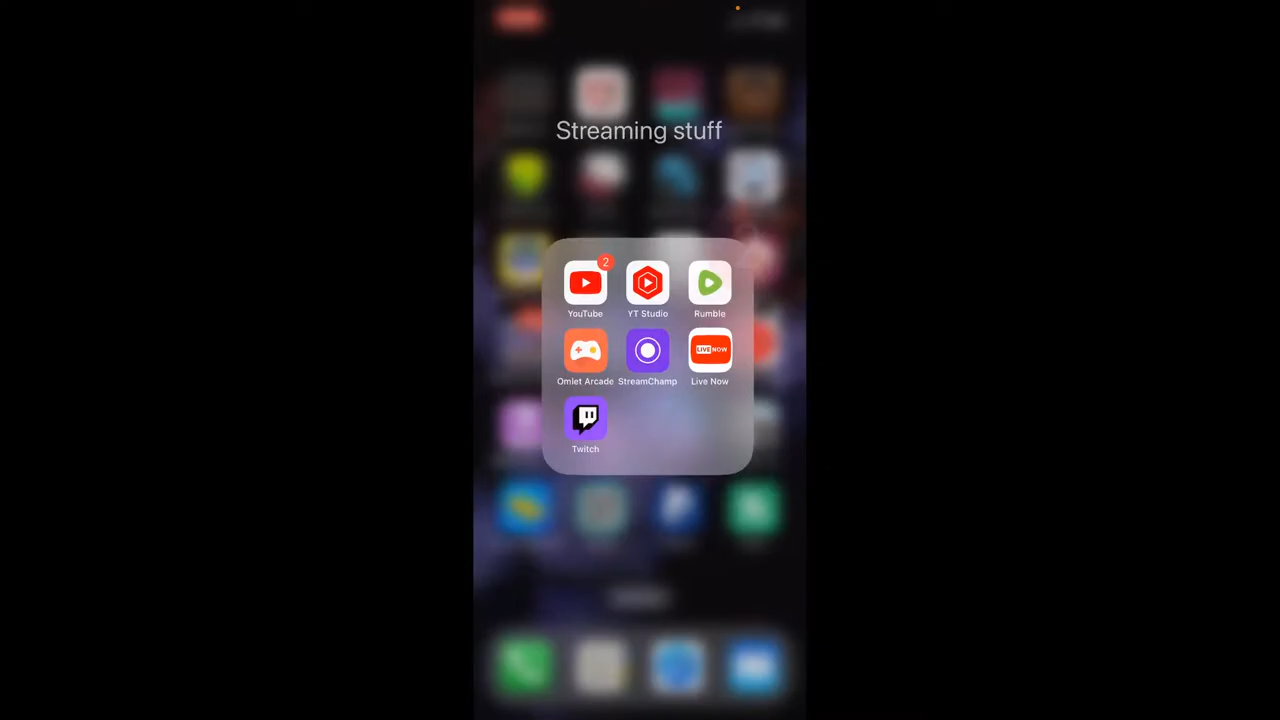 Streaming stuff
2
YouTube YT Studio Rumble
LIVE NOW
Omlet Arcade StreamChamp Live Now
Twitch